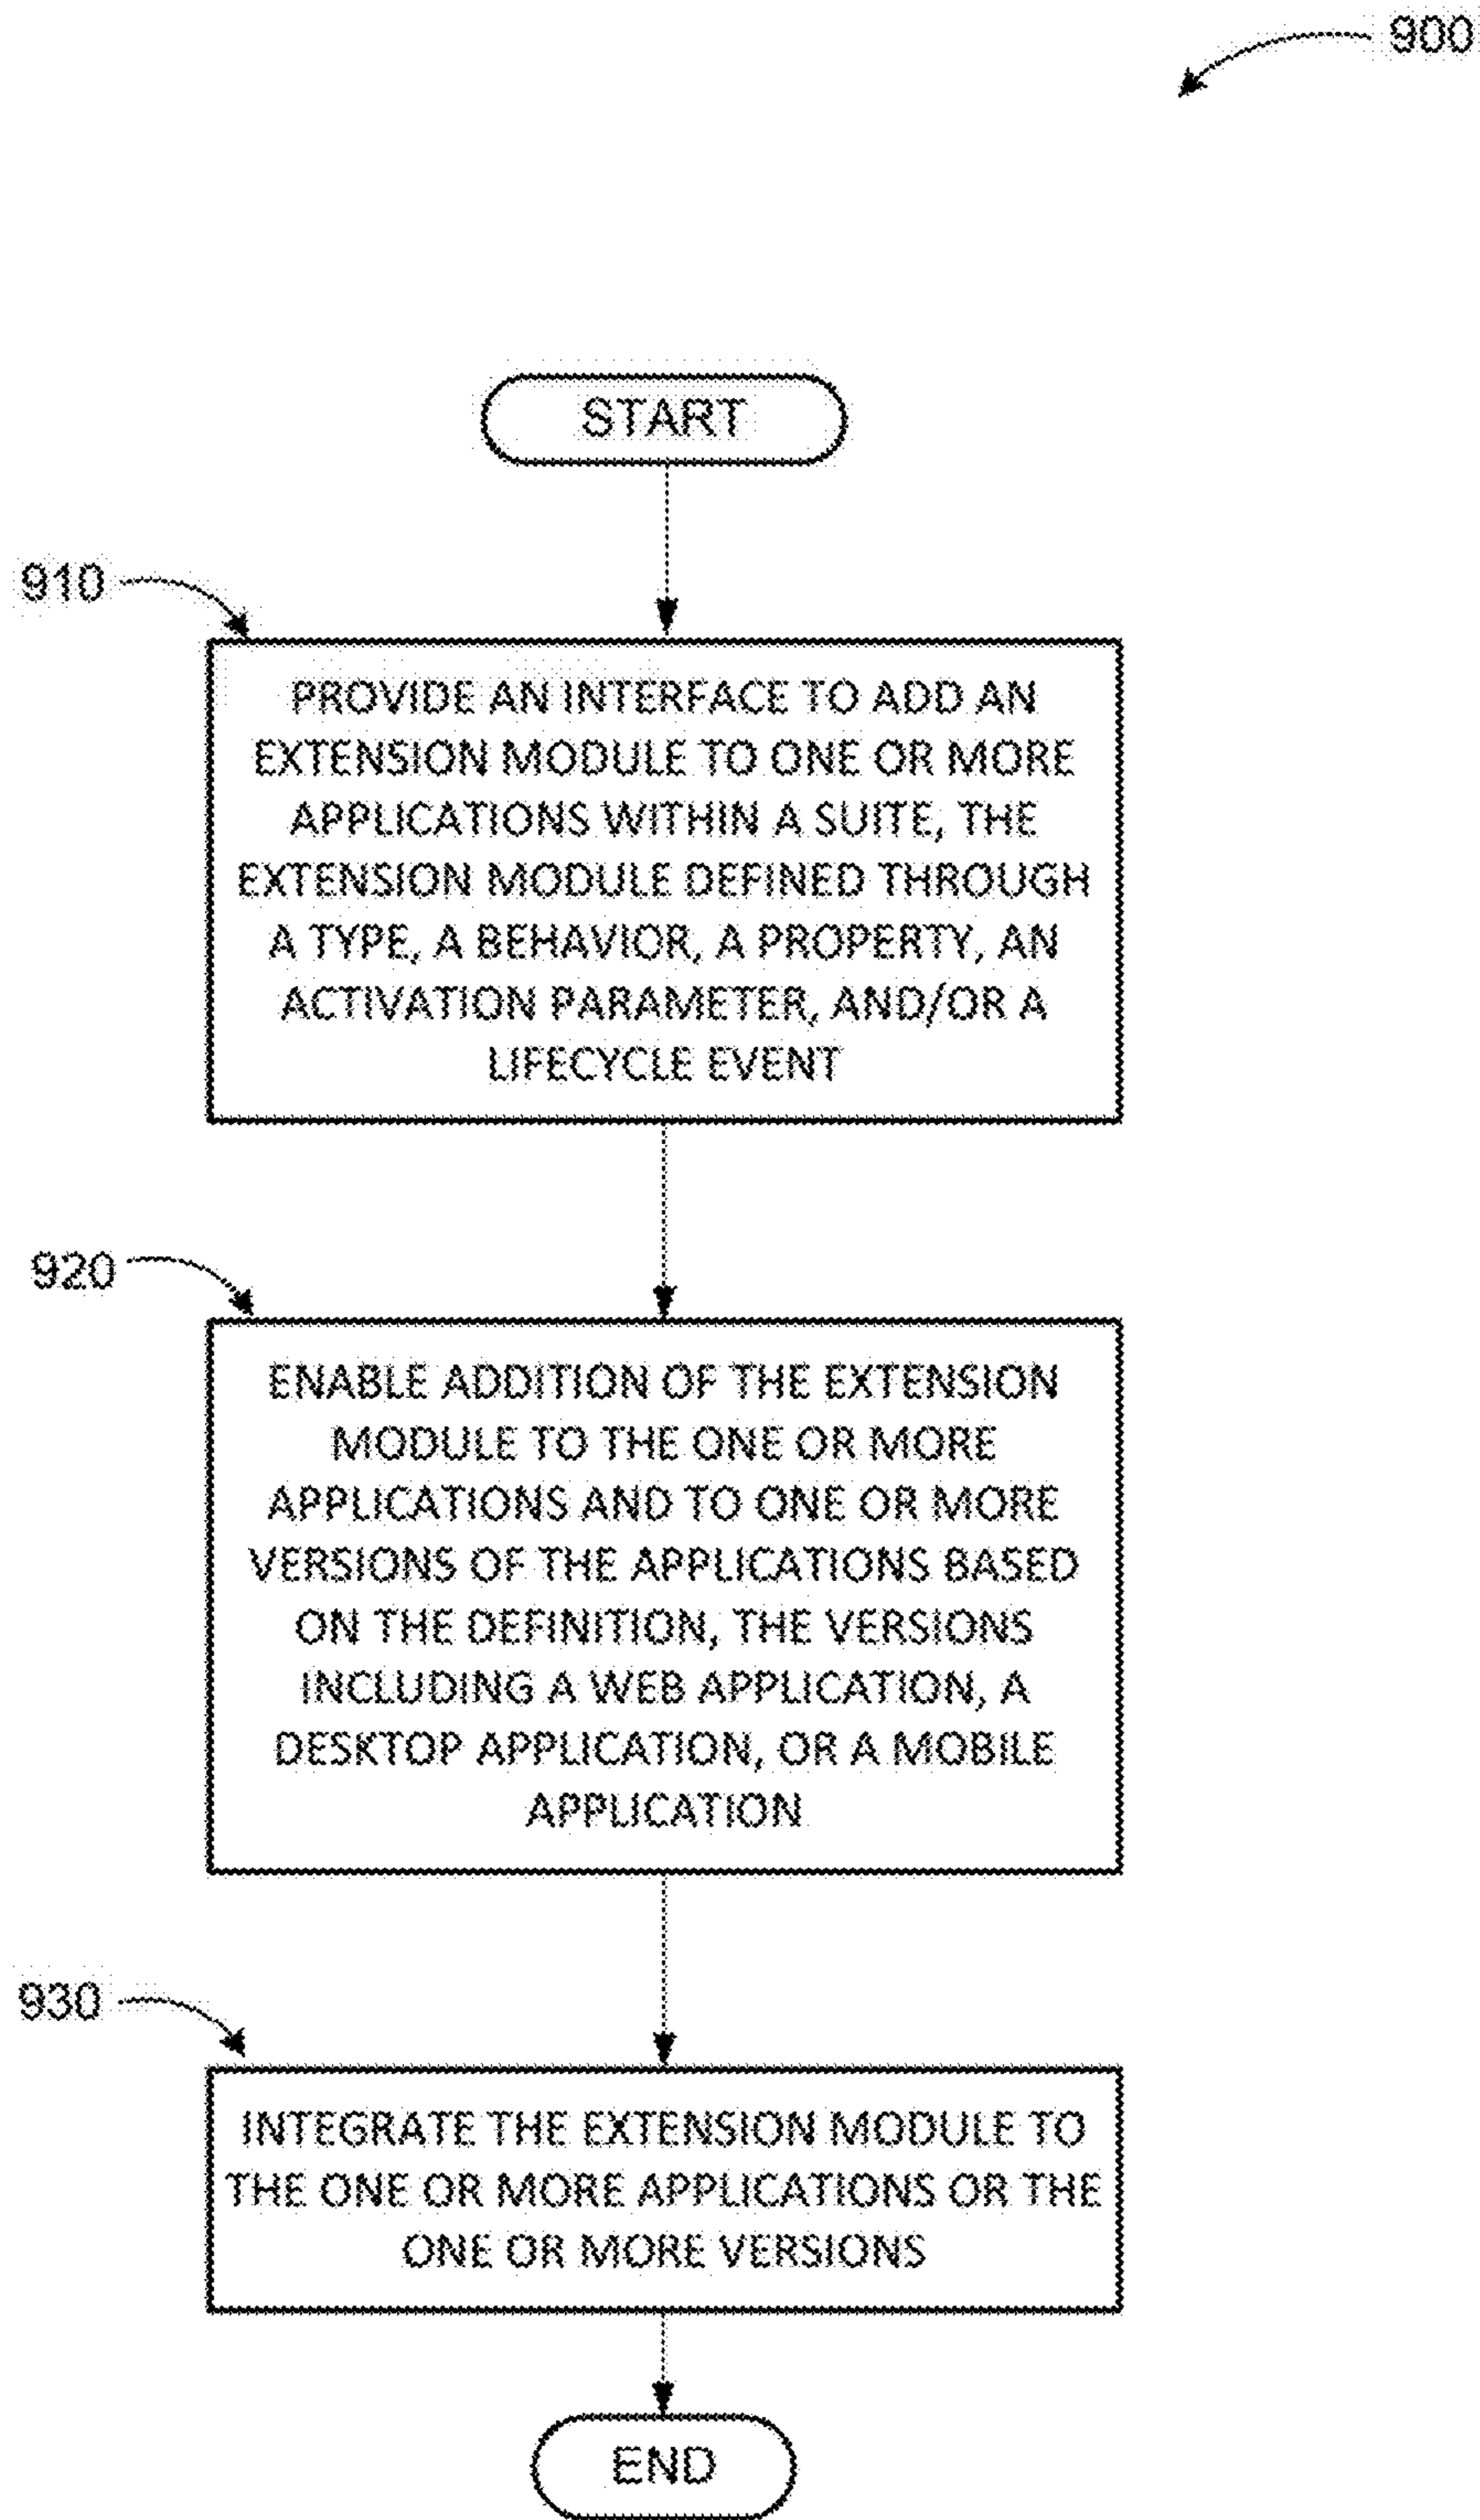 900
START
910
PROVIDE AN INTERFACE TO ADD AN
EXTENSION MODULE TO ONE OR MORE
APPLICATIONS WITHIN A SUITE, THE
EXTENSION MODULE DEFINED THROUGH
A TYPE, A BEHAVIOR, A PROPERTY, AN
ACTIVATION PARAMETER, AND/OR A
LIFECYCLE EVENT
920
ENABLE ADDITION OF THE EXTENSION
MODULE TO THE ONE OR MORE
APPLICATIONS AND TO ONE OR MORE
VERSIONS OF THE APPLICATIONS BASED
ON THE DEFINITION, THE VERSIONS
INCLUDING A WEB APPLICATION, A
DESKTOP APPLICATION, OR A MOBILE
APPLICATION
930
INTEGRATE THE EXTENSION MODULE TO
THE ONE OR MORE APPLICATIONS OR THE
ONE OR MORE VERSIONS
END